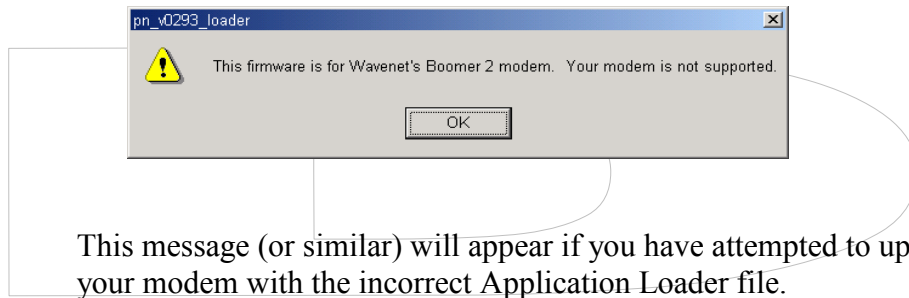 pn_v0293_loader
This firmware is for Wavenet's Boomer 2 modem. Your modem is not supported.
OK
This message (or similar) will appear if you have attempted to up
your modem with the incorrect Application Loader file.